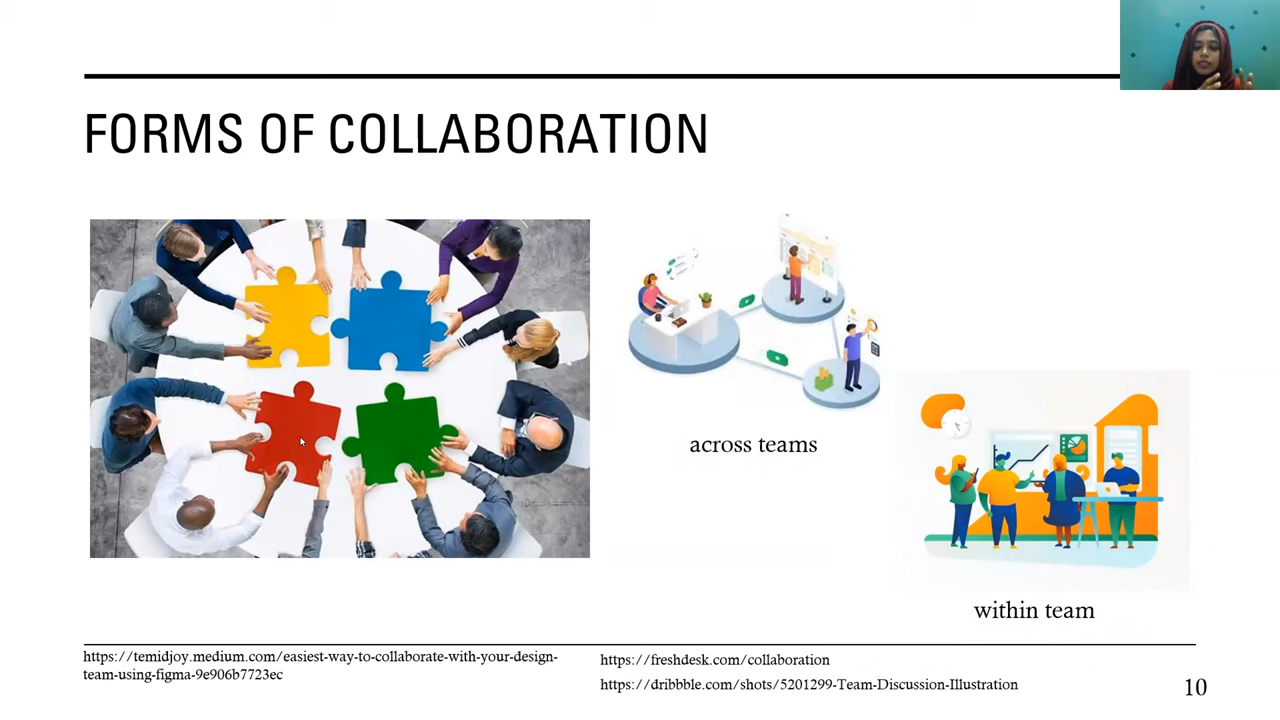 FORMS OF COLLABORATION
across teams
within team
https://temidjoy.medium.com/easiest-way-to-collaborate-with-your-design-
team-using-figma-9e906b7723ec
https://freshdesk.com/collaboration
https://dribbble.com/shots/5201299-Team-Discussion-Illustration
10